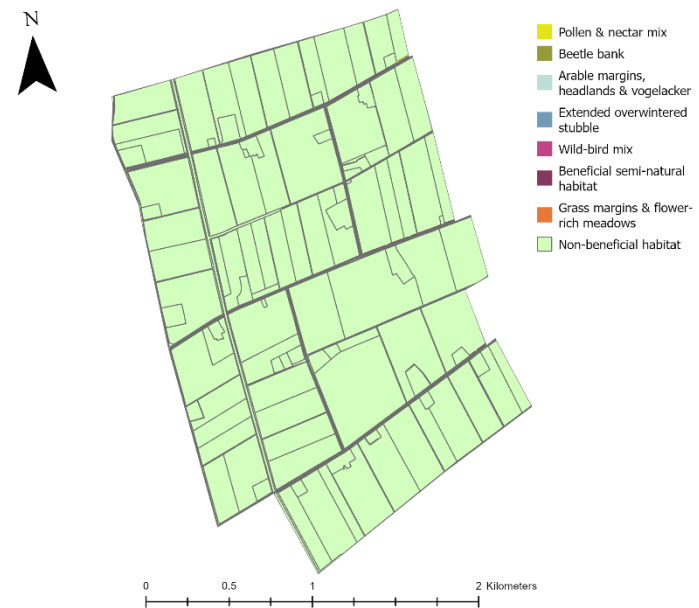 N
Pollen & nectar mix
Beetle bank
Arable margins,
headlands & vogelacker
Extended overwintered
stubble
Wild-bird mix
Beneficial semi-natural
habitat
Grass margins & flower-
rich meadows
Non-beneficial habitat
0 0.5 1 2 Kilometers